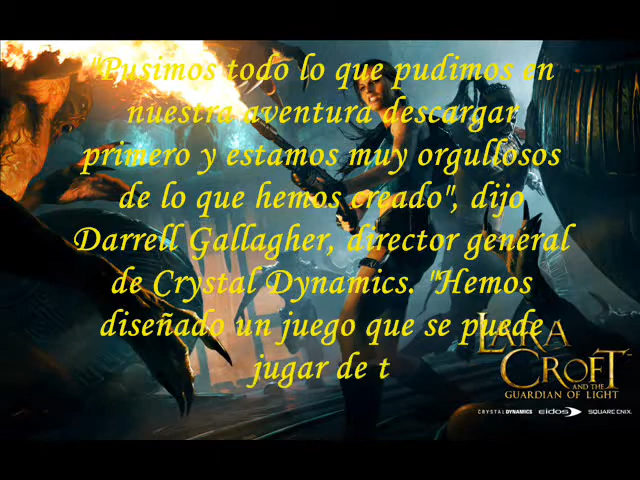 "Pusimos todo lo que pudimos en
nuestra aventura descargar
primero y estamos muy orgullosos
de lo que hemos creado", dijo
Darrell Gallagher, director general
de Crystal Dynamics. "Hemos
diseñado un juego que se puede
jugar de t
LARA
CROFT
AND THE
GUARDIAN OF LIGHT
CRYSTAL DYNAMICS eidos SQUARE ENIX